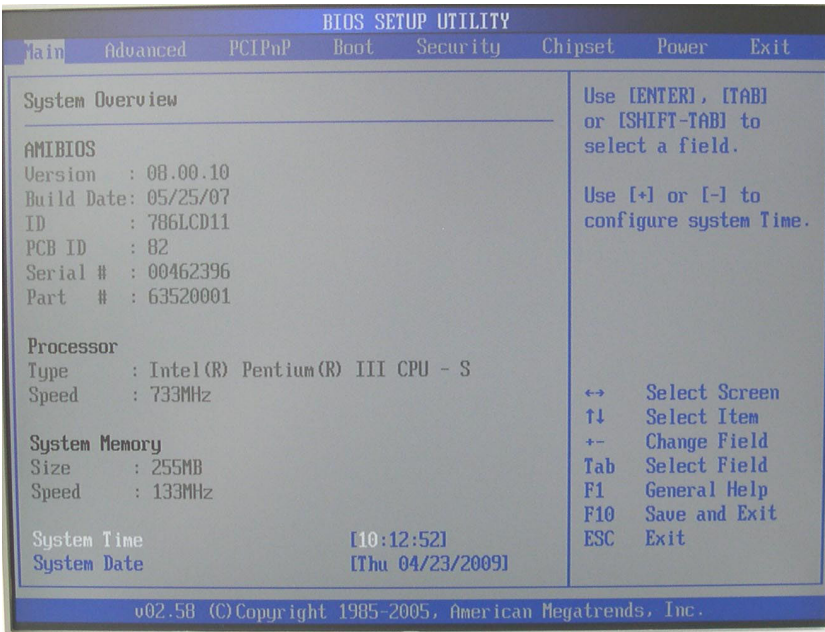 BIOS SETUP UTILITY
Main Advanced PCIPnP Boot Security Chipset Power Exit
System Overview
AMIBIOS
Version : 08.00.10
Build Date: 05/25/07
ID : 786LCD11
PCB ID : 82
Serial # : 00462396
Part # : 63520001
Processor
Type : Intel(R) Pentium(R) III CPU - S
Speed : 733MHz
System Memory
Size : 255MB
Speed : 133MHz
System Time [10:12:52]
System Date [Thu 04/23/2009]
Use [ENTER], [TAB]
or [SHIFT-TAB] to
select a field.
Use [+] or [-] to
configure system Time.
←→ Select Screen
↑↓ Select Item
+- Change Field
Tab Select Field
F1 General Help
F10 Save and Exit
ESC Exit
v02.58 (C)Copyright 1985-2005, American Megatrends, Inc.